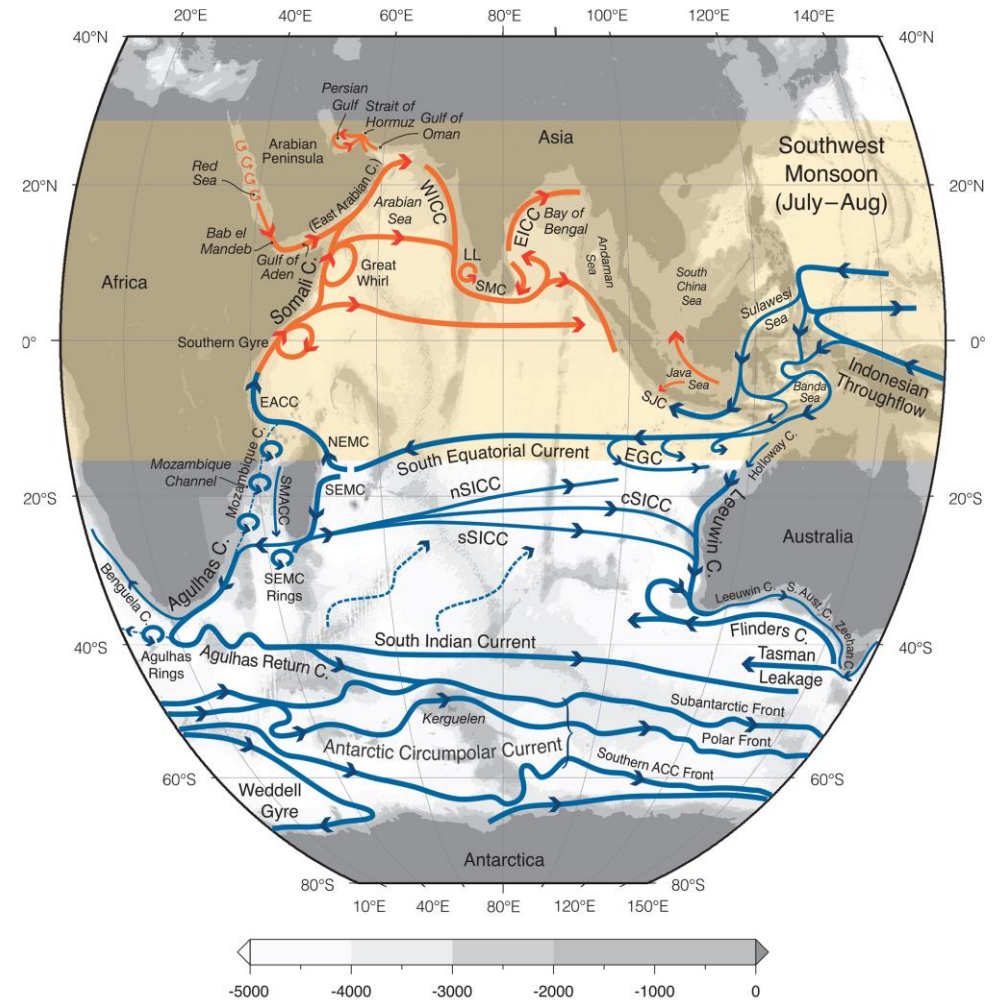 20°E 40°E 60°E 80°E 100°E 120°E 140°E
40°N 40°N
Persian
Gulf
Strait of
Hormuz
Gulf of
Oman
Arabian
Peninsula
Asia
Southwest
Monsoon
(July–Aug)
Red
Sea
20°N 20°N
(East Arabian C.)
WICC
Arabian
Sea
EICC
Bay of
Bengal
Bab el
Mandeb
Gulf of
Aden
Andaman
Sea
LL
SMC
Great
Whirl
Africa
Somali C.
South
China
Sea
Sulawesi
Sea
Southern Gyre
0° 0°
Java
Sea
SJC
Banda
Sea
Indonesian
Throughflow
EACC
NEMC
South Equatorial Current
EGC
Holloway C.
Mozambique C.
Mozambique
Channel
SMACC
SEMC
20°S 20°S
nSICC
cSICC
sSICC
Leeuwin C.
Australia
Agulhas C.
SEMC
Rings
Benguela C.
Leeuwin C.
S. Aust. C.
Zeehan C.
Flinders C.
South Indian Current
40°S 40°S
Agulhas
Rings
Agulhas Return C.
Tasman
Leakage
Subantarctic Front
Kerguelen
Polar Front
Antarctic Circumpolar Current
Southern ACC Front
60°S 60°S
Weddell
Gyre
Antarctica
80°S 80°S
10°E 40°E 80°E 120°E 150°E
-5000 -4000 -3000 -2000 -1000 0